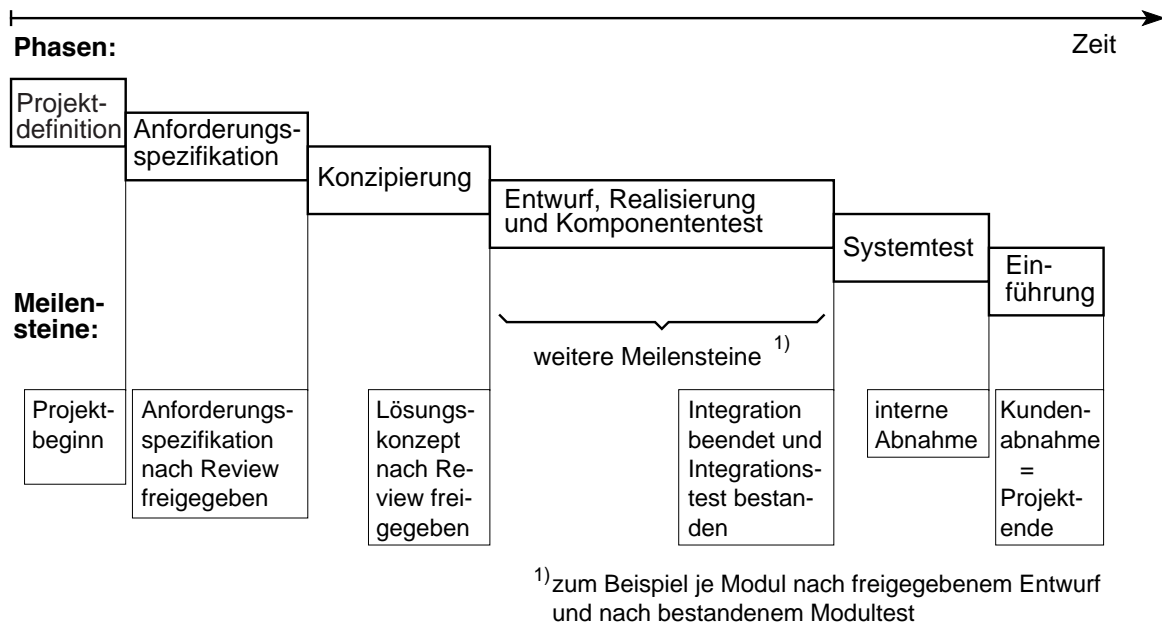 Zeit
Phasen:
Projekt-
definition
Anforderungs-
spezifikation
Konzipierung
Entwurf, Realisierung
und Komponententest
Systemtest
Ein-
führung
Meilen-
steine:
weitere Meilensteine 1)
Projekt-
beginn
Anforderungs-
spezifikation
nach Review
freigegeben
Lösungs-
konzept
nach Re-
view frei-
gegeben
Integration
beendet und
Integrations-
test bestan-
den
interne
Abnahme
Kunden-
abnahme
=
Projekt-
ende
1) zum Beispiel je Modul nach freigegebenem Entwurf
und nach bestandenem Modultest